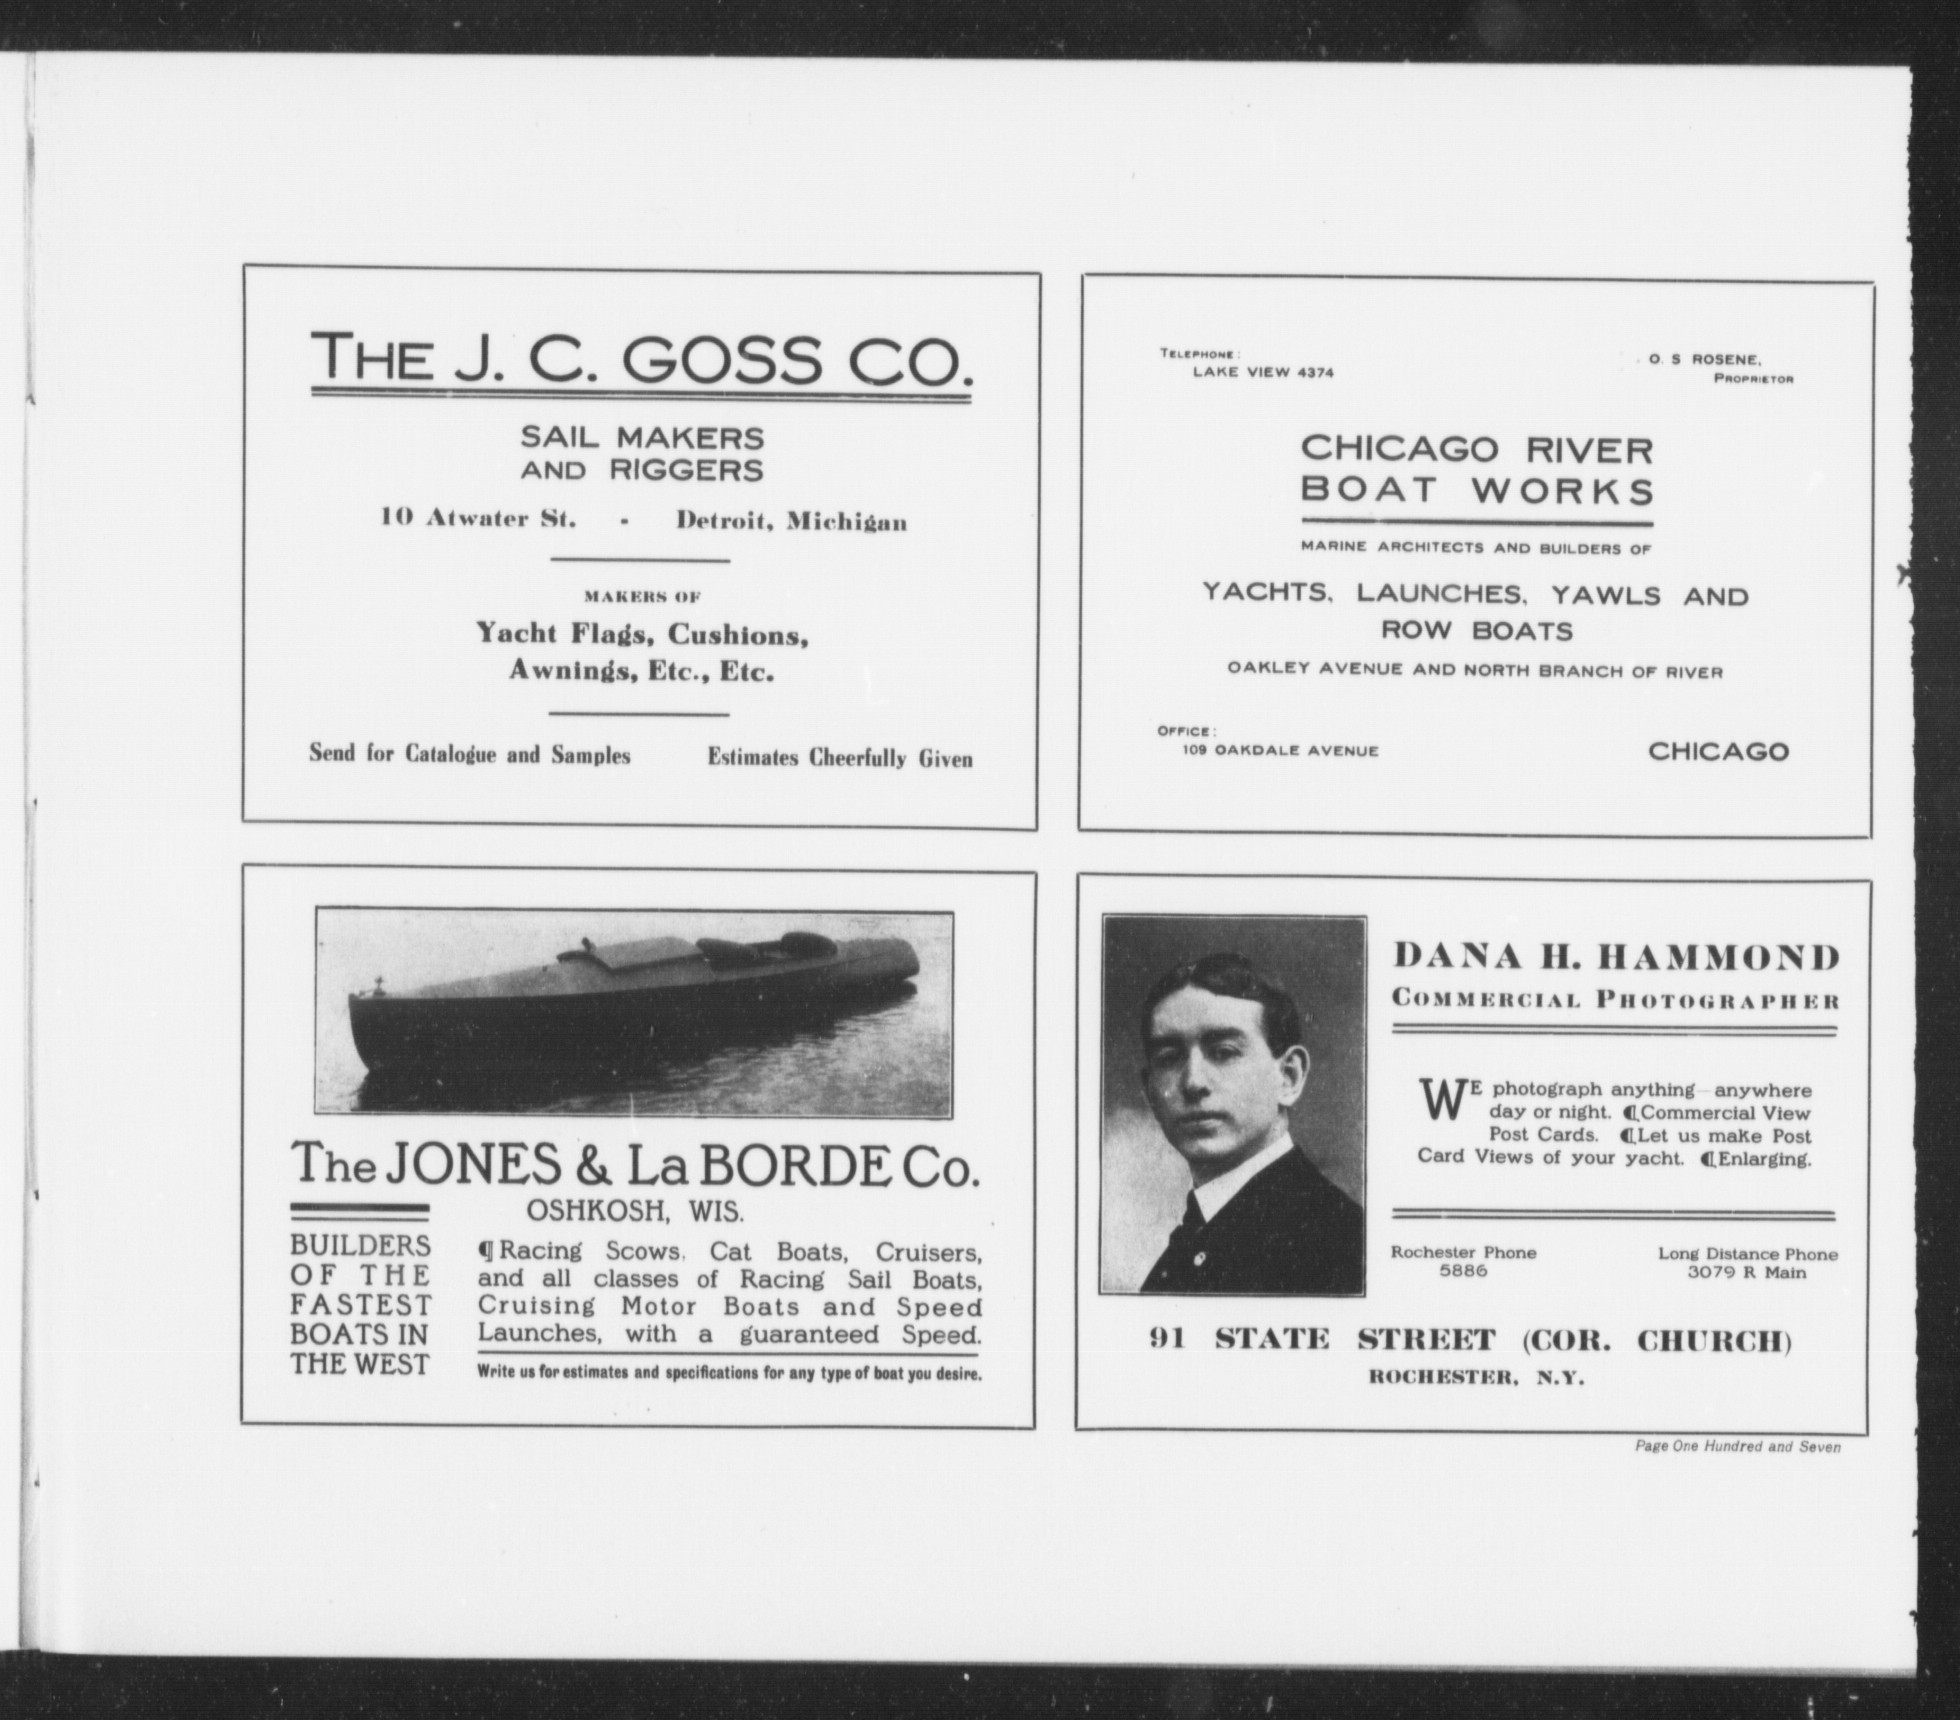 THE J. C. GOSS CO.
SAIL MAKERS
AND RIGGERS
10 Atwater St. - Detroit, Michigan
MAKERS OF
Yacht Flags, Cushions,
Awnings, Etc., Etc.
Send for Catalogue and Samples Estimates Cheerfully Given
TELEPHONE:
LAKE VIEW 4374
O. S ROSENE,
PROPRIETOR
CHICAGO RIVER
BOAT WORKS
MARINE ARCHITECTS AND BUILDERS OF
YACHTS, LAUNCHES, YAWLS AND
ROW BOATS
OAKLEY AVENUE AND NORTH BRANCH OF RIVER
OFFICE:
109 OAKDALE AVENUE
CHICAGO
The JONES & La BORDE Co.
OSHKOSH, WIS.
BUILDERS
OF THE
FASTEST
BOATS IN
THE WEST
¶ Racing Scows, Cat Boats, Cruisers,
and all classes of Racing Sail Boats,
Cruising Motor Boats and Speed
Launches, with a guaranteed Speed.
Write us for estimates and specifications for any type of boat you desire.
DANA H. HAMMOND
COMMERCIAL PHOTOGRAPHER
WE photograph anything—anywhere
day or night. ¶ Commercial View
Post Cards. ¶ Let us make Post
Card Views of your yacht. ¶ Enlarging.
Rochester Phone
5886
Long Distance Phone
3079 R Main
91 STATE STREET (COR. CHURCH)
ROCHESTER, N.Y.
Page One Hundred and Seven